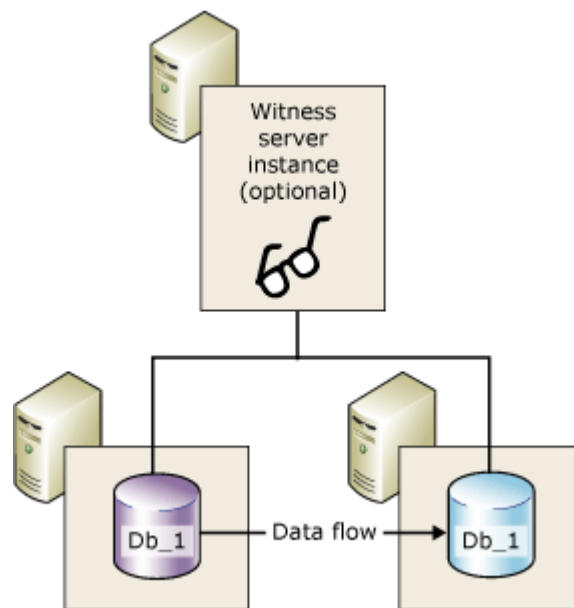 Witness
server
instance
(optional)
Db_1
Data flow
Db_1